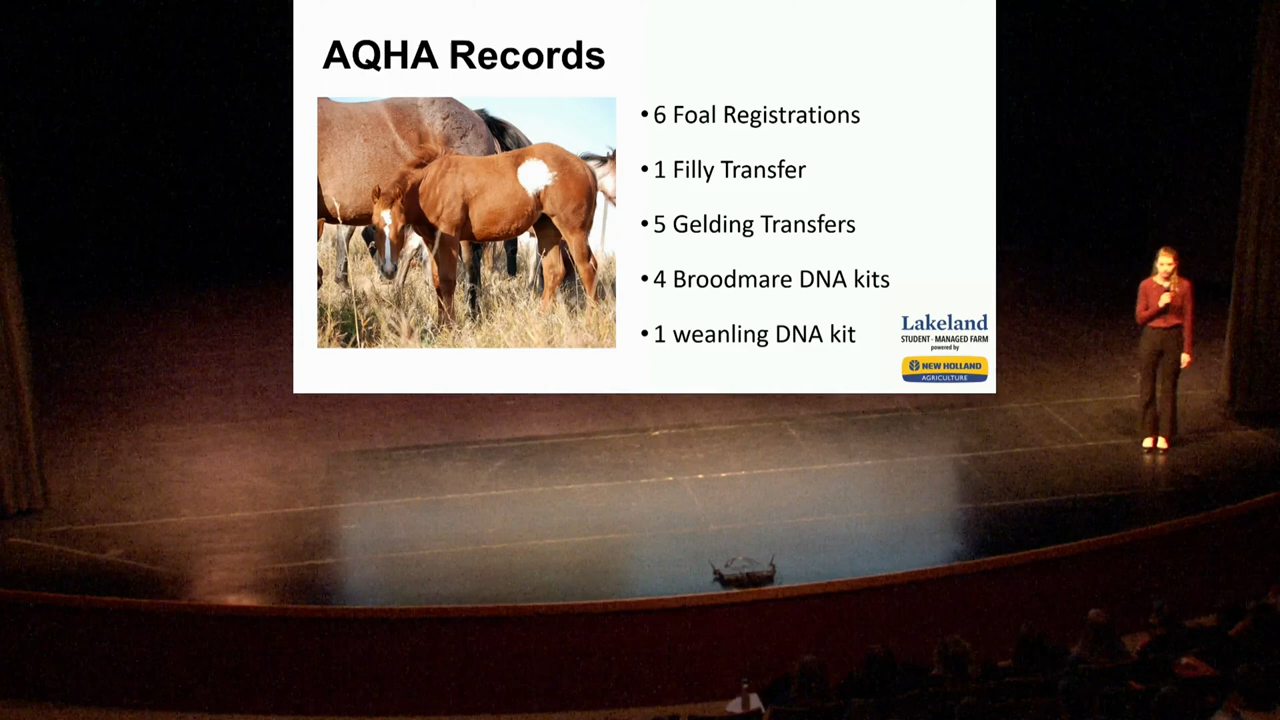 AQHA Records
• 6 Foal Registrations
• 1 Filly Transfer
• 5 Gelding Transfers
• 4 Broodmare DNA kits
• 1 weanling DNA kit
Lakeland
STUDENT - MANAGED FARM
powered by
NEW HOLLAND
AGRICULTURE